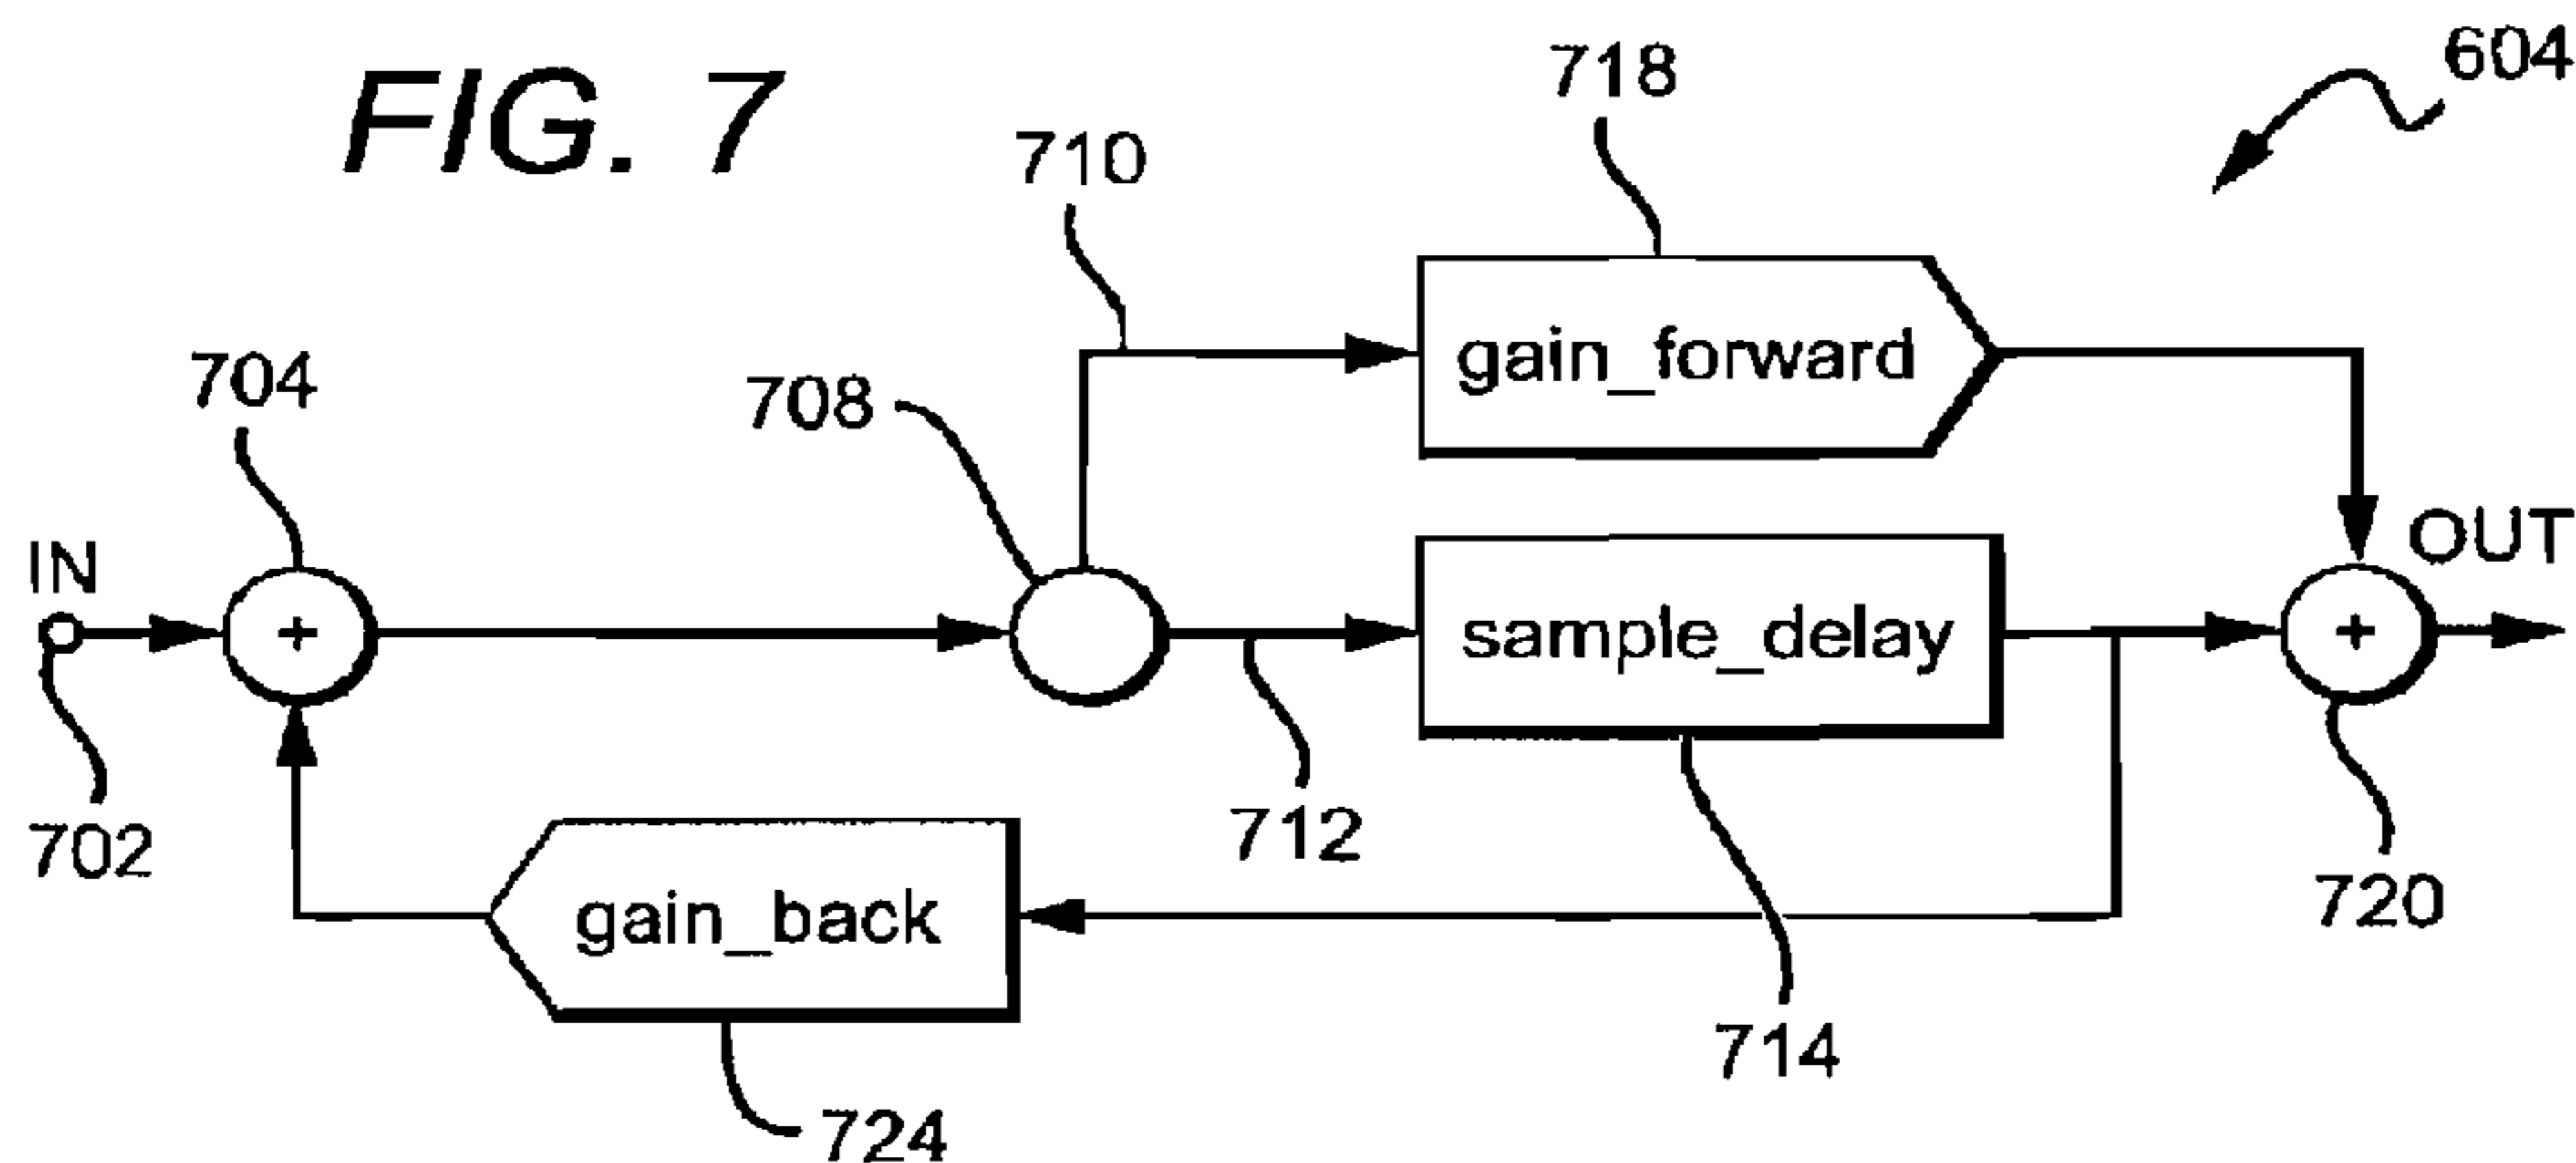 FIG. 7
718
604
710
704
708
gain_forward
IN
+
sample_delay
+
OUT
702
712
gain_back
720
714
724